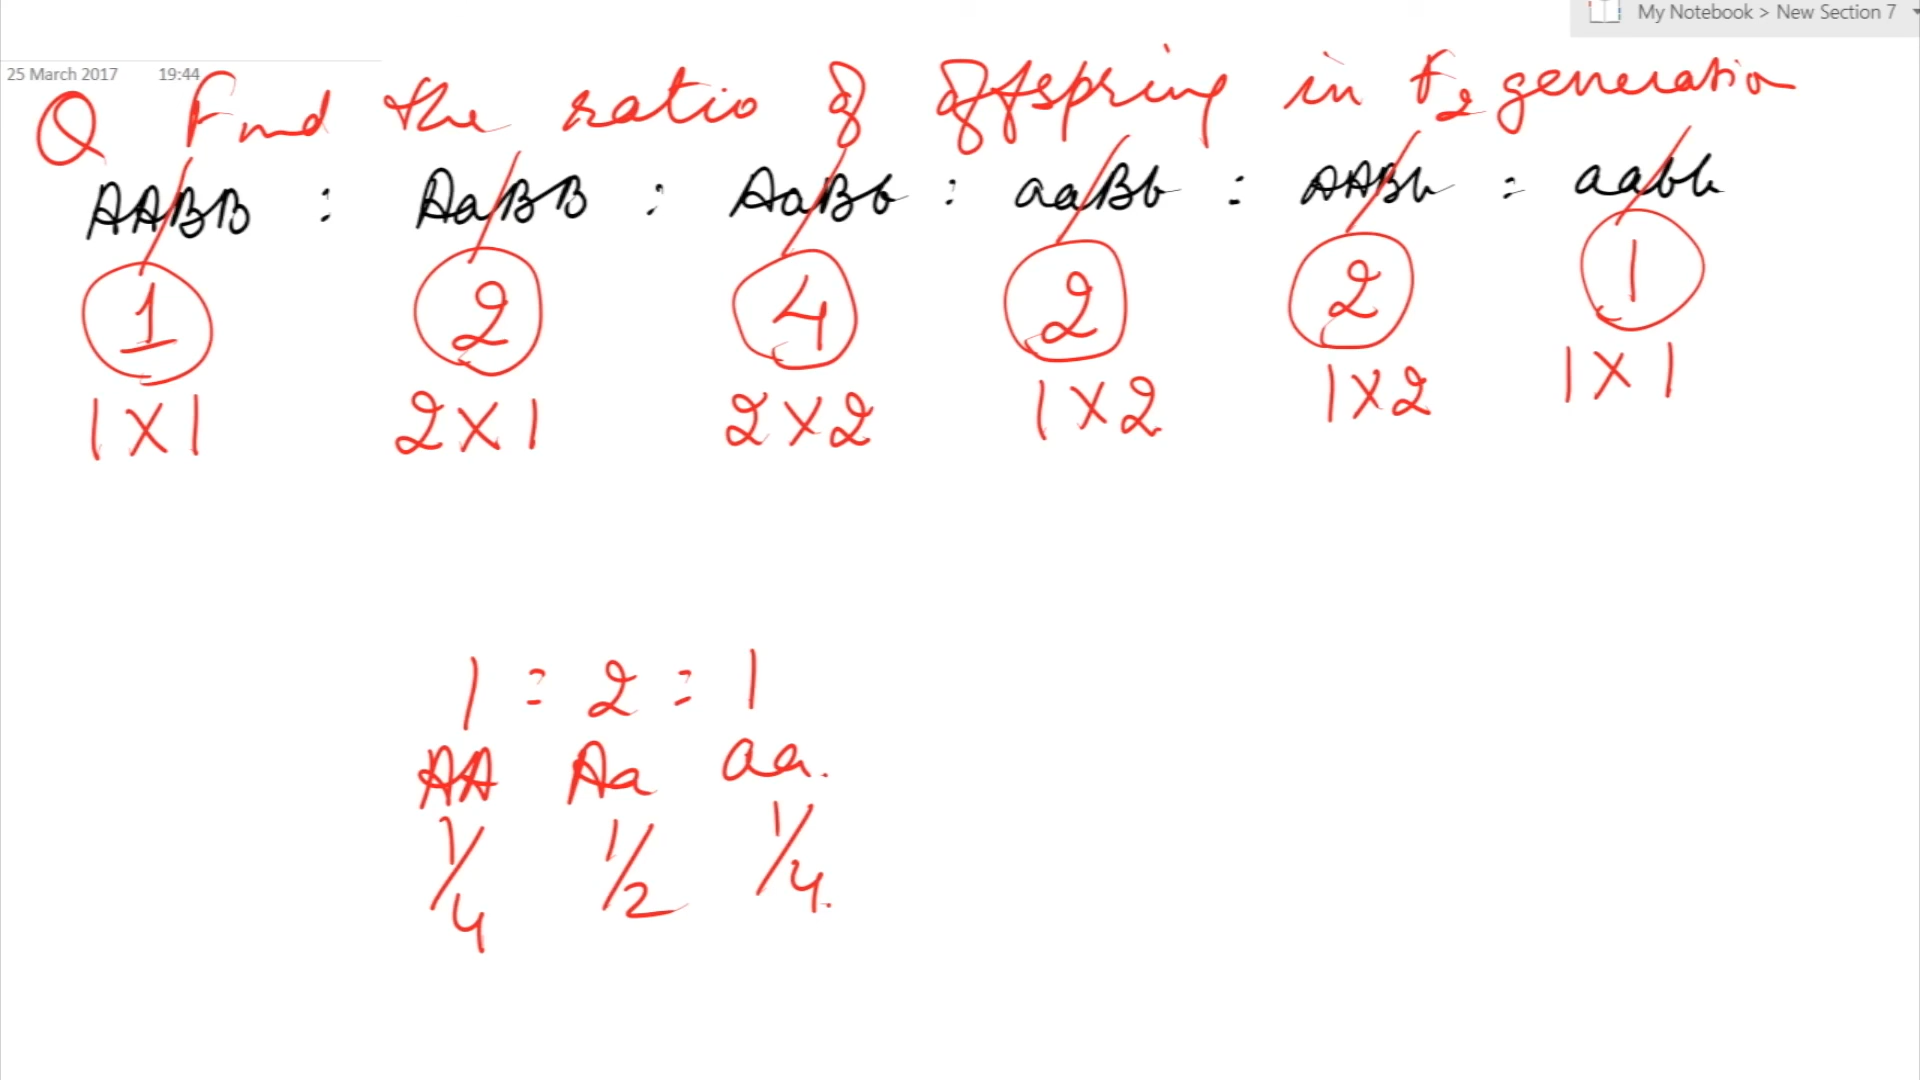 My Notebook > New Section 7
25 March 2017 19:44
Q Find the ratio of offspring in F2 generation
AABB : AaBB : AaBb : aaBb : AABb : aabb
1 2 4 2 2 1
1X1 2X1 2X2 1X2 1X2 1X1
1 : 2 : 1
AA Aa aa.
1/4 1/2 1/4.